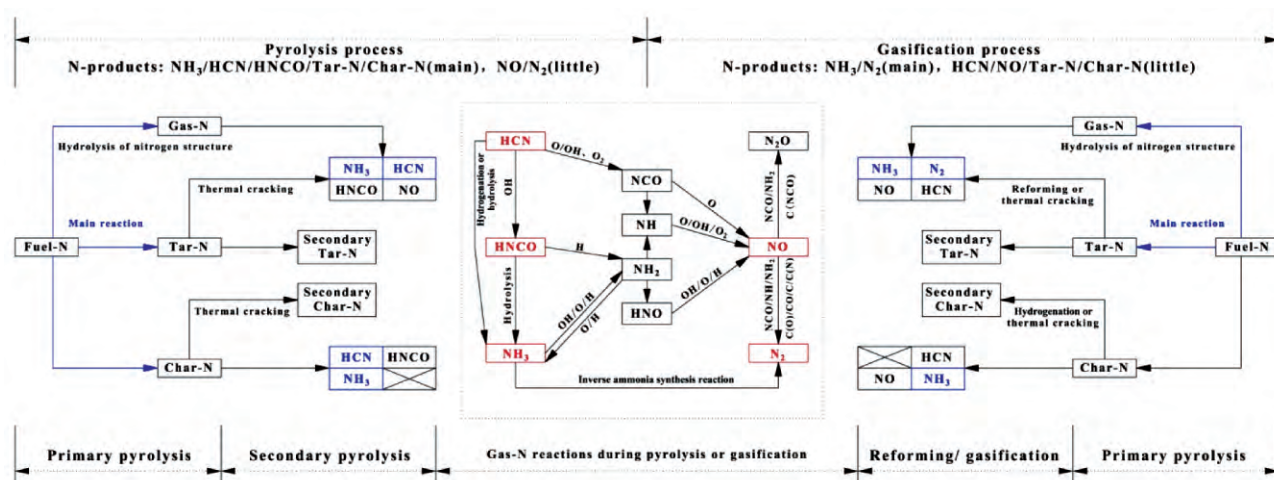 Pyrolysis process
N-products: NH₃/HCN/HNCO/Tar-N/Char-N(main), NO/N₂(little)
Gasification process
N-products: NH₃/N₂(main), HCN/NO/Tar-N/Char-N(little)
Gas-N
Hydrolysis of nitrogen structure
NH₃ HCN
HNCO NO
Thermal cracking
Main reaction
Fuel-N
Tar-N
Secondary
Tar-N
Secondary
Char-N
Thermal cracking
Char-N
HCN HNCO
NH₃
HCN
O/OH、O₂
Hydrogenation or
hydrolysis
OH
NCO
O
NH
O/OH/O₂
HNCO
H
NH₂
Hydrolysis
OH/O/H
O/H
HNO
OH/O/H
NH₃
Inverse ammonia synthesis reaction
N₂O
NCO/NH₂
C (NCO)
NO
NCO/NH/NH₂
C(O)/CO/C/C(N)
N₂
Gas-N
Hydrolysis of nitrogen structure
NH₃ N₂
NO HCN
Reforming or
thermal cracking
Main reaction
Secondary
Tar-N
Tar-N
Fuel-N
Secondary
Char-N
Hydrogenation or
thermal cracking
HCN
NO NH₃
Char-N
Primary pyrolysis
Secondary pyrolysis
Gas-N reactions during pyrolysis or gasification
Reforming/ gasification
Primary pyrolysis